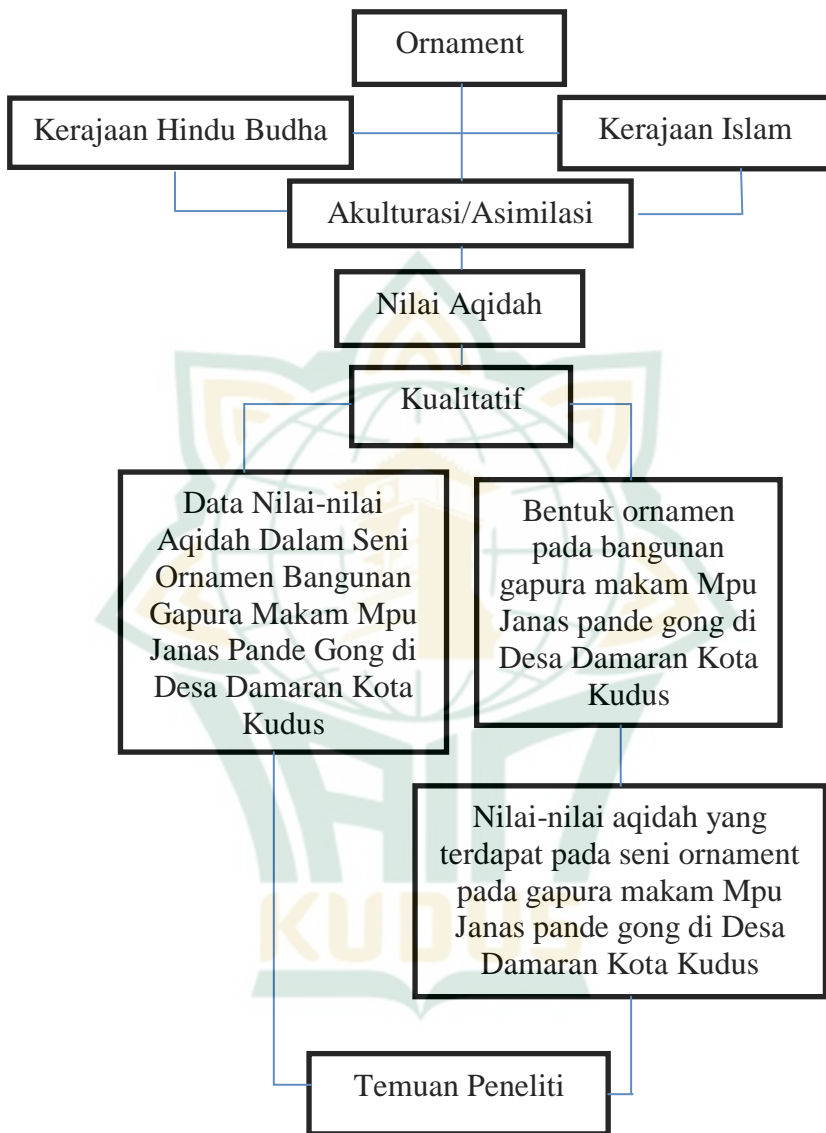 Ornament
Kerajaan Hindu Budha
Kerajaan Islam
Akulturasi/Asimilasi
Nilai Aqidah
Kualitatif
Data Nilai-nilai
Aqidah Dalam Seni
Ornamen Bangunan
Gapura Makam Mpu
Janas Pande Gong di
Desa Damaran Kota
Kudus
Bentuk ornamen
pada bangunan
gapura makam Mpu
Janas pande gong di
Desa Damaran Kota
Kudus
Nilai-nilai aqidah yang
terdapat pada seni ornament
pada gapura makam Mpu
Janas pande gong di Desa
Damaran Kota Kudus
Temuan Peneliti
KUDUS